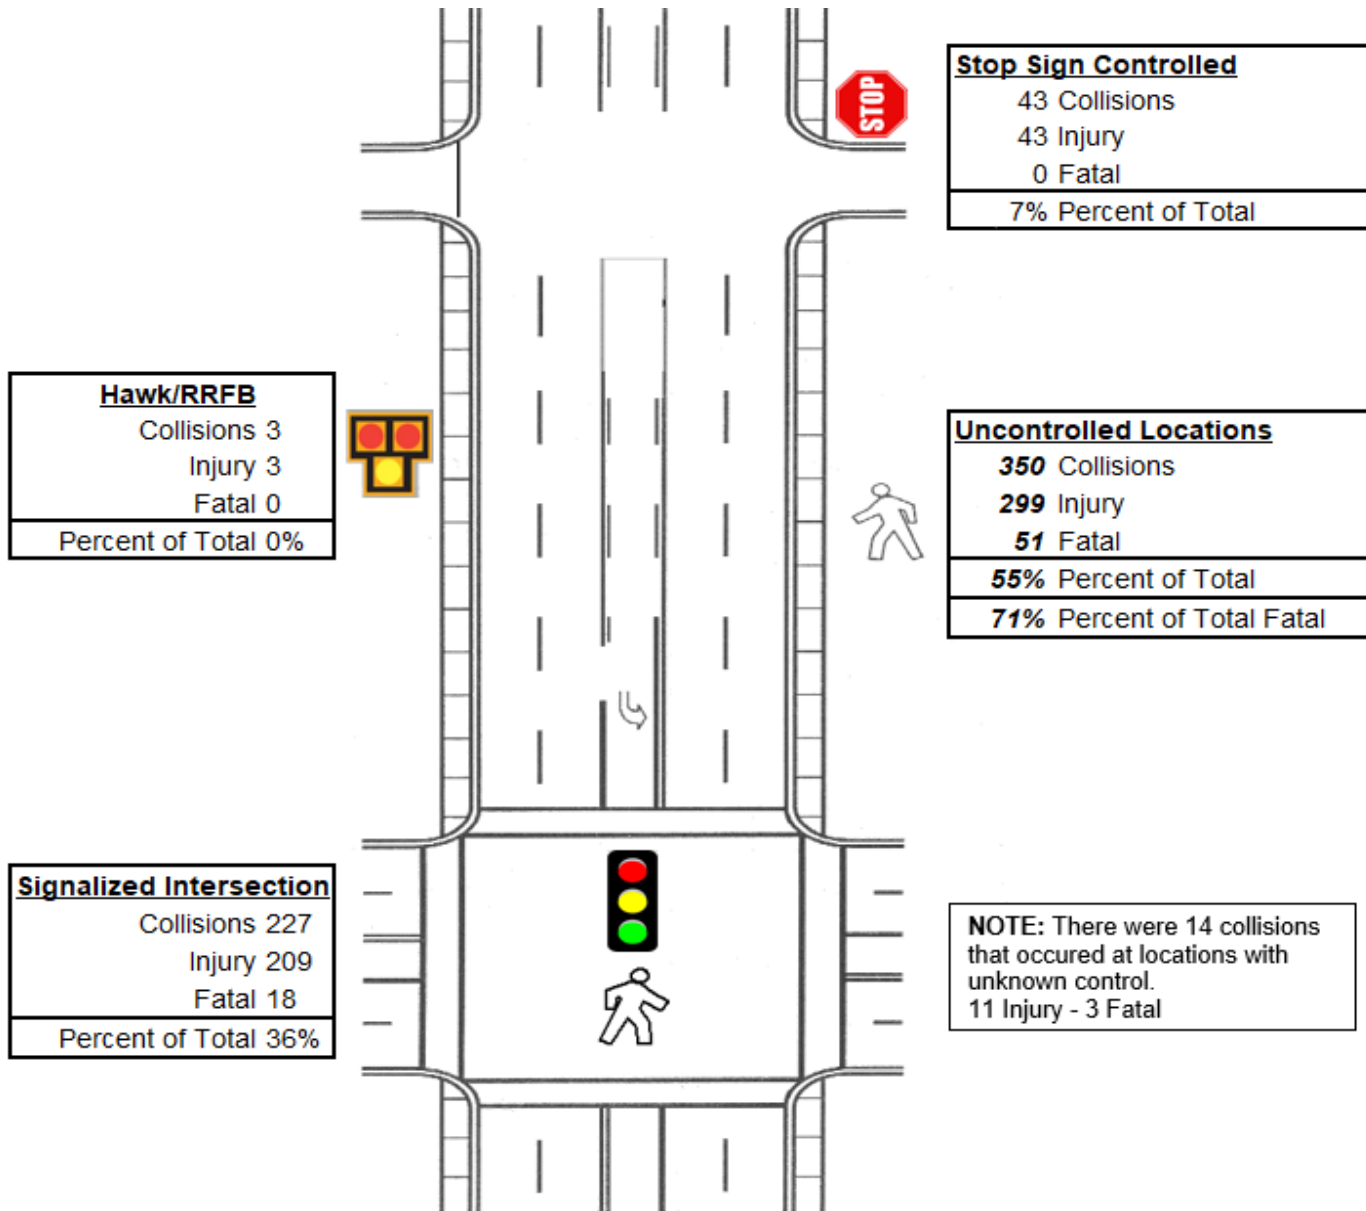 Stop Sign Controlled
43 Collisions
43 Injury
0 Fatal
7% Percent of Total
STOP
Hawk/RRFB
Collisions 3
Injury 3
Fatal 0
Percent of Total 0%
Uncontrolled Locations
350 Collisions
299 Injury
51 Fatal
55% Percent of Total
71% Percent of Total Fatal
Signalized Intersection
Collisions 227
Injury 209
Fatal 18
Percent of Total 36%
NOTE: There were 14 collisions
that occured at locations with
unknown control.
11 Injury - 3 Fatal